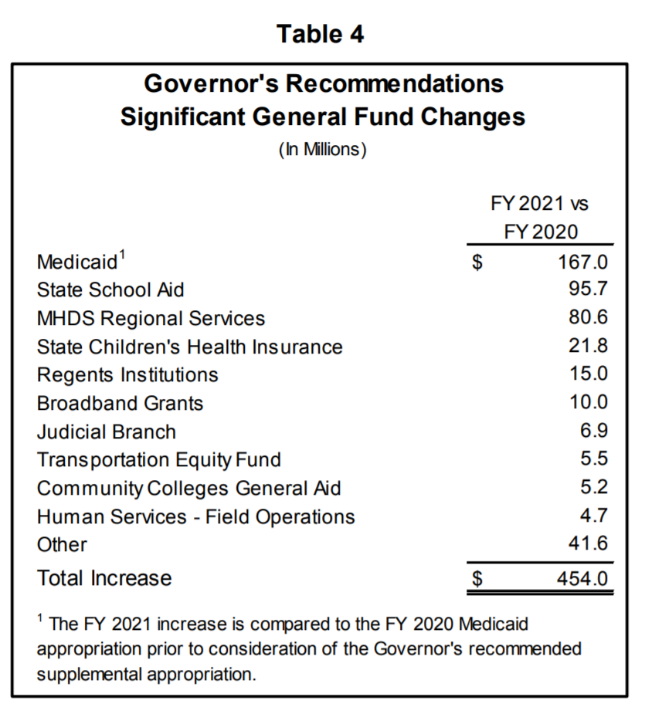 Table 4
Governor's Recommendations
Significant General Fund Changes
(In Millions)
FY 2021 vs
FY 2020
Medicaid¹ $ 167.0
State School Aid 95.7
MHDS Regional Services 80.6
State Children's Health Insurance 21.8
Regents Institutions 15.0
Broadband Grants 10.0
Judicial Branch 6.9
Transportation Equity Fund 5.5
Community Colleges General Aid 5.2
Human Services - Field Operations 4.7
Other 41.6
Total Increase $ 454.0
¹ The FY 2021 increase is compared to the FY 2020 Medicaid
appropriation prior to consideration of the Governor's recommended
supplemental appropriation.